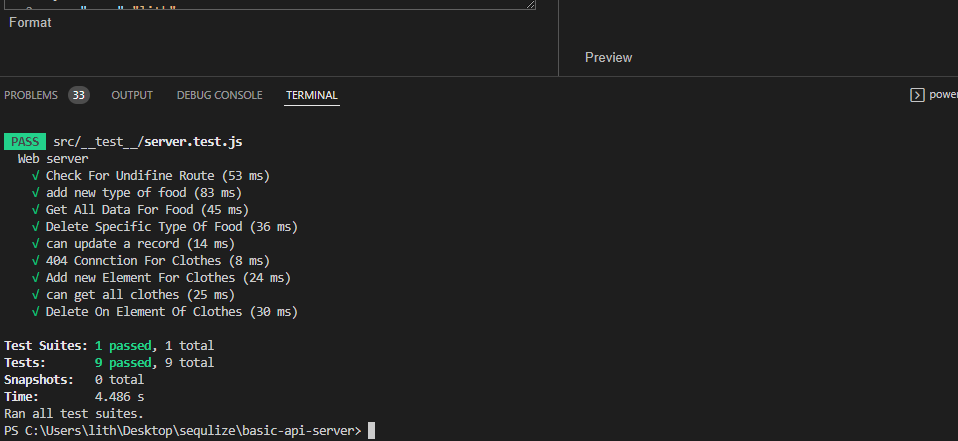 Format
Preview
PROBLEMS 33 OUTPUT DEBUG CONSOLE TERMINAL
PASS src/__test__/server.test.js
Web server
√ Check For Undifine Route (53 ms)
√ add new type of food (83 ms)
√ Get All Data For Food (45 ms)
√ Delete Specific Type Of Food (36 ms)
√ can update a record (14 ms)
√ 404 Connction For Clothes (8 ms)
√ Add new Element For Clothes (24 ms)
√ can get all clothes (25 ms)
√ Delete On Element Of Clothes (30 ms)
Test Suites: 1 passed, 1 total
Tests: 9 passed, 9 total
Snapshots: 0 total
Time: 4.486 s
Ran all test suites.
PS C:\Users\lith\Desktop\sequlize\basic-api-server>